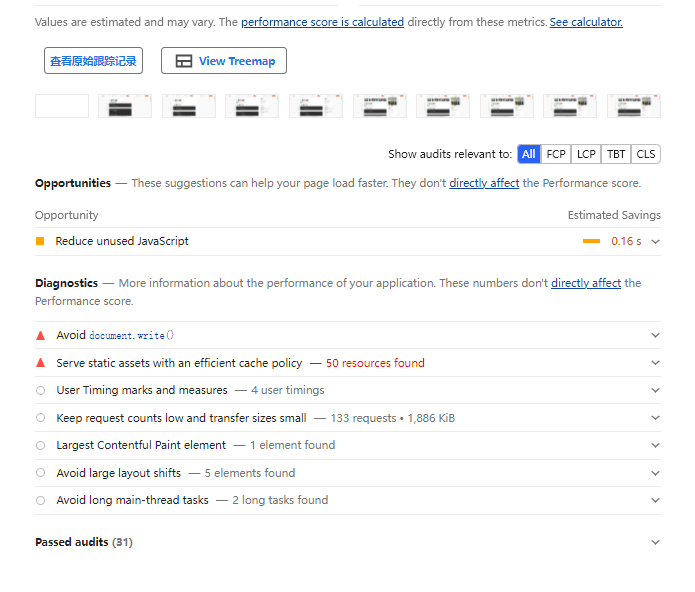 Values are estimated and may vary. The performance score is calculated directly from these metrics. See calculator.
查看原始跟踪记录
View Treemap
Show audits relevant to: All FCP LCP TBT CLS
Opportunities — These suggestions can help your page load faster. They don't directly affect the Performance score.
Opportunity Estimated Savings
Reduce unused JavaScript 0.16 s
Diagnostics — More information about the performance of your application. These numbers don't directly affect the
Performance score.
Avoid document.write()
Serve static assets with an efficient cache policy — 50 resources found
User Timing marks and measures — 4 user timings
Keep request counts low and transfer sizes small — 133 requests • 1,886 KiB
Largest Contentful Paint element — 1 element found
Avoid large layout shifts — 5 elements found
Avoid long main-thread tasks — 2 long tasks found
Passed audits (31)